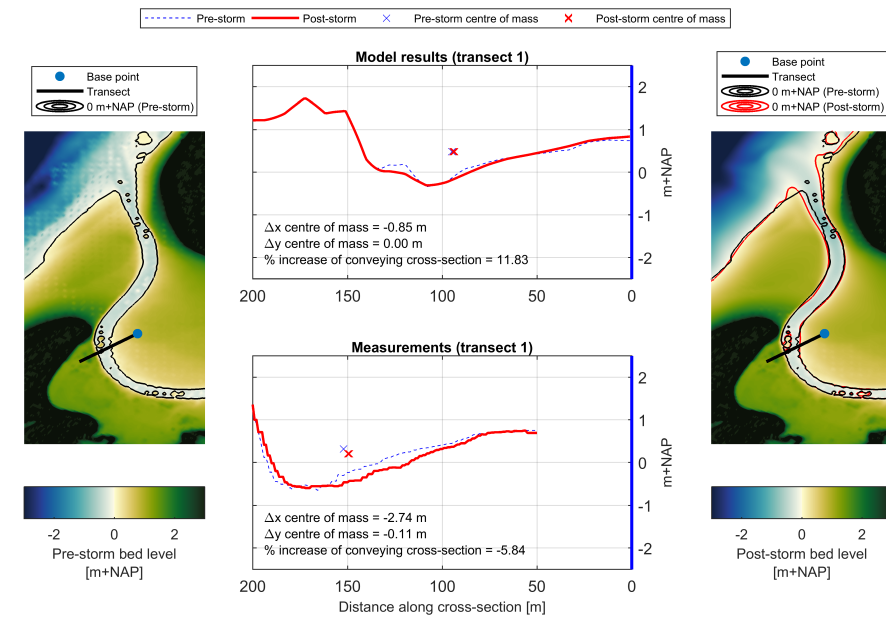 Pre-storm Post-storm Pre-storm centre of mass Post-storm centre of mass
Base point
Transect
0 m+NAP (Pre-storm)
-2 0 2
Pre-storm bed level
[m+NAP]
Model results (transect 1)
2
1
0
-1
-2
m+NAP
Δx centre of mass = -0.85 m
Δy centre of mass = 0.00 m
% increase of conveying cross-section = 11.83
200 150 100 50 0
Measurements (transect 1)
2
1
0
-1
-2
m+NAP
Δx centre of mass = -2.74 m
Δy centre of mass = -0.11 m
% increase of conveying cross-section = -5.84
200 150 100 50 0
Distance along cross-section [m]
Base point
Transect
0 m+NAP (Pre-storm)
0 m+NAP (Post-storm)
-2 0 2
Post-storm bed level
[m+NAP]